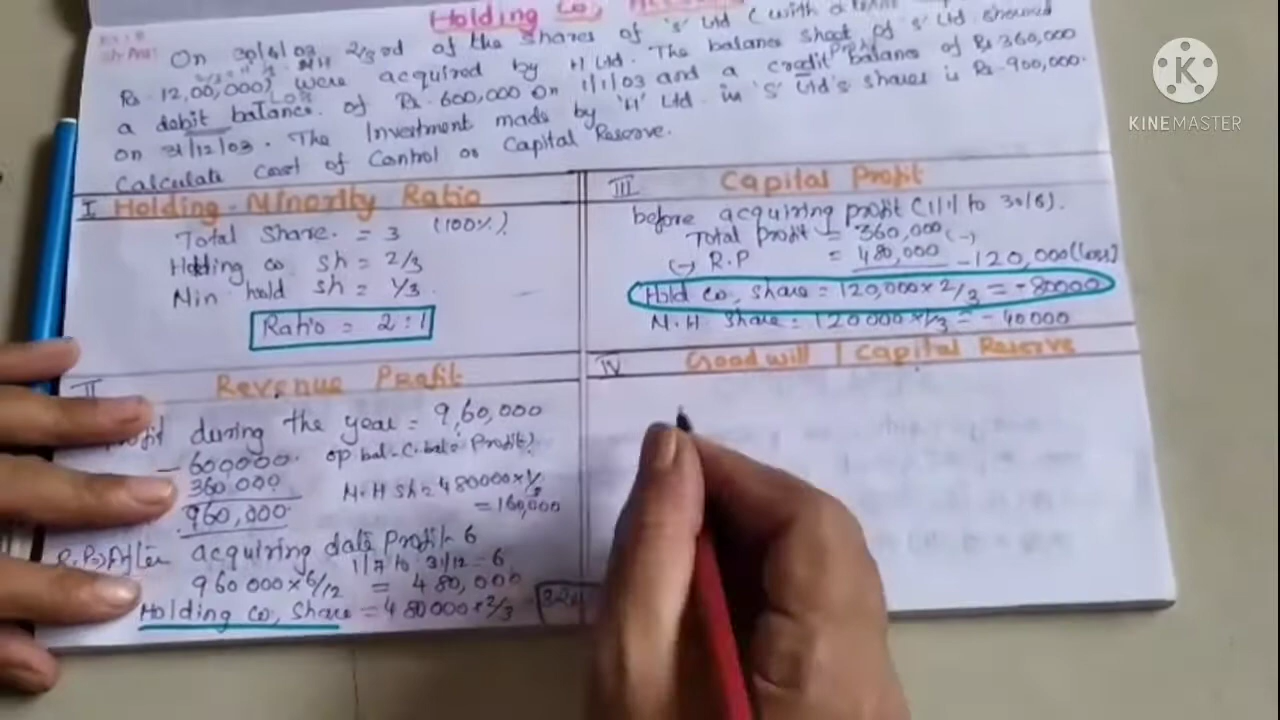 Holding Co,
On 30/6/03, 2/3rd of the shares of 'S' Ltd (with a
Rs. 12,00,000) were acquired by H Ltd. The balance sheet of 'S' Ltd showed
a debit balance of Rs. 600,000 on 1/1/03 and a credit balance of Rs 360,000
on 31/12/03. The Investment made by 'H' Ltd. in 'S' Ltd's shares is Rs. 900,000.
Calculate cost of Control or Capital Reserve.
I Holding-Minority Ratio
Total Share = 3 (100%)
Holding co sh = 2/3
Min hold sh = 1/3
Ratio = 2:1
II Revenue Profit
during the year = 9,60,000
- 600000. op bal - C. bal = Profit)
360 000
960,000
N.H Sh = 480000 × 1/3
= 160,000
After acquiring date Profit - 6
1/7 to 31/12 = 6
960 000 × 6/12 = 480,000
Holding co, Share = 480000 × 2/3
III Capital Profit
before acquiring profit (1/1 to 30/6).
Total profit = 360,000 (-)
(-) R.P = 480,000 -120,000 (loss)
Hold Co, share = 120,000 × 2/3 = -80000
N.H. Share = 120 000 × 1/3 = - 40000
IV Goodwill / Capital Reserve
KINEMASTER